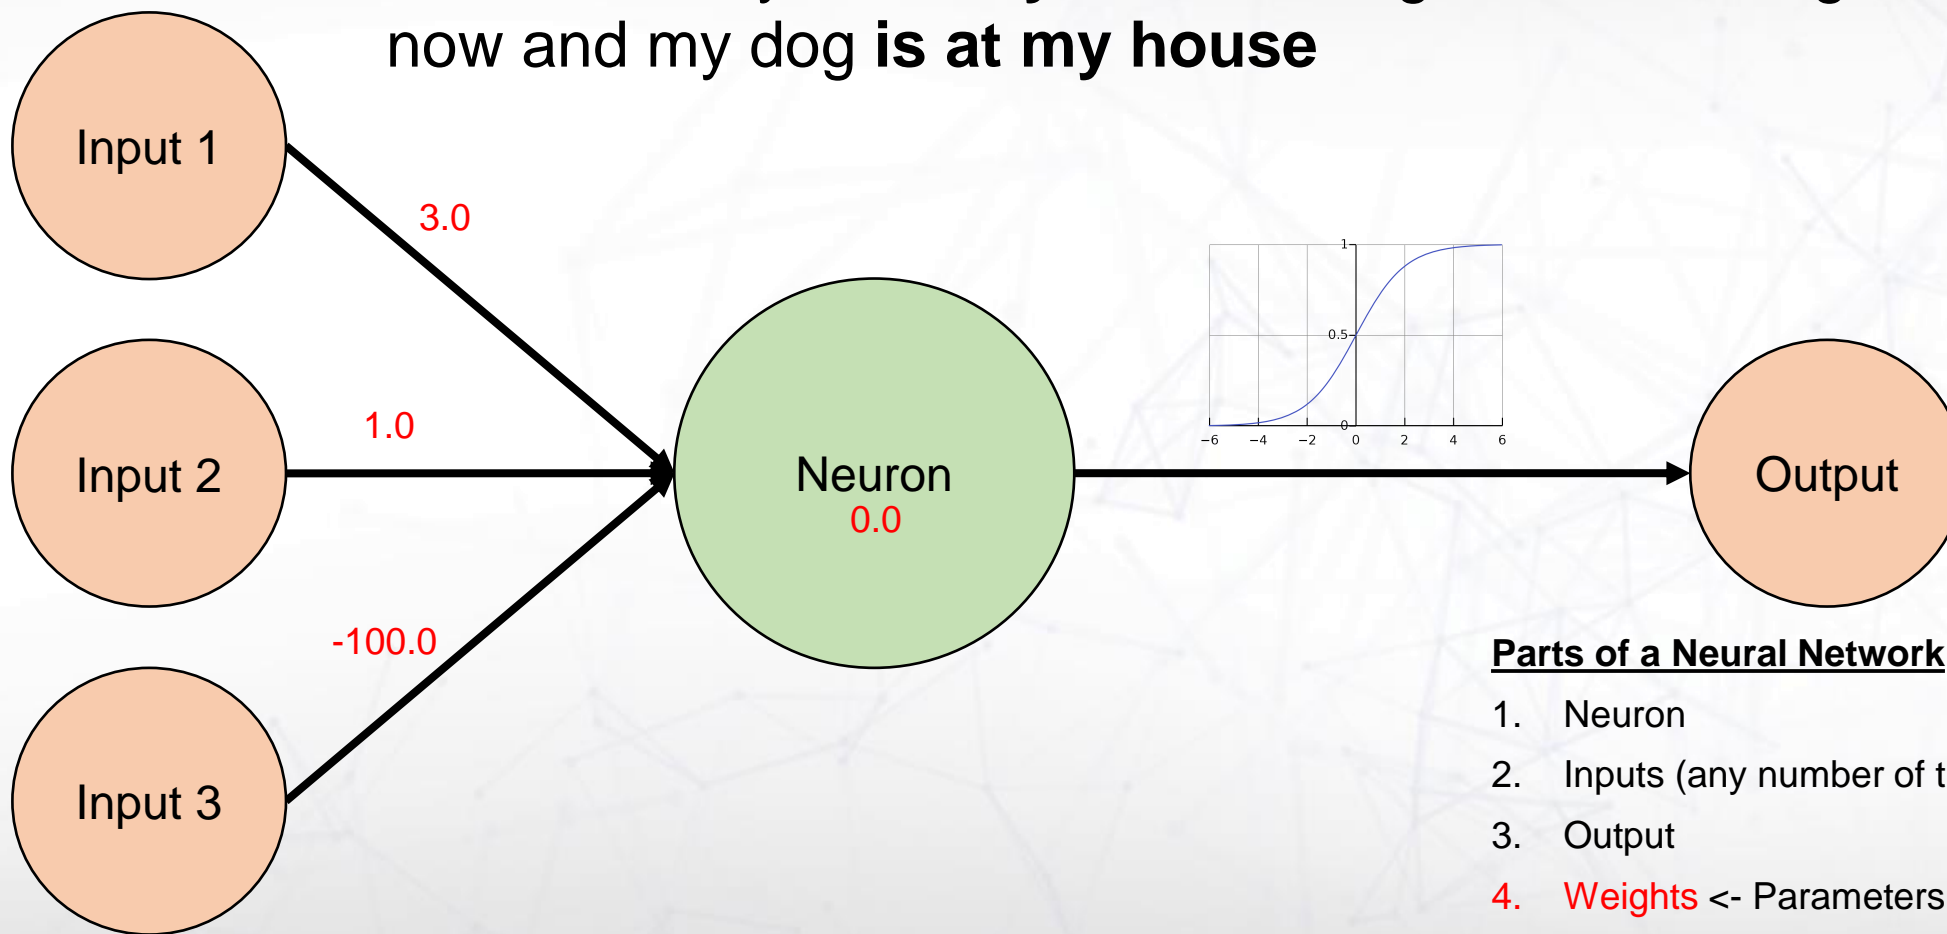 now and my dog is at my house
Input 1
3.0
1
0.5
0
−6 −4 −2 0 2 4 6
1.0
Input 2
Neuron
0.0
Output
-100.0
Input 3
Parts of a Neural Network
1. Neuron
2. Inputs (any number of t
3. Output
4. Weights <- Parameters